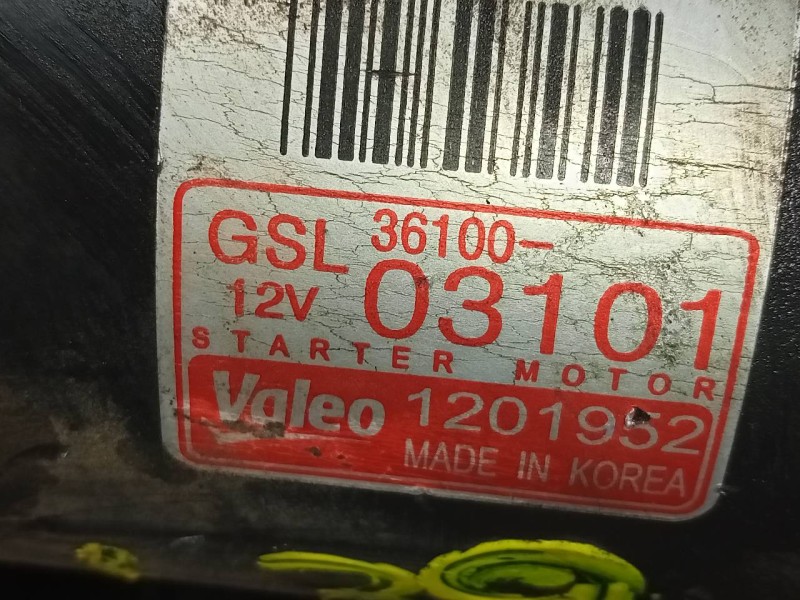 GSL 36100-
12V 03101
STARTER MOTOR
Valeo 1201952
MADE IN KOREA